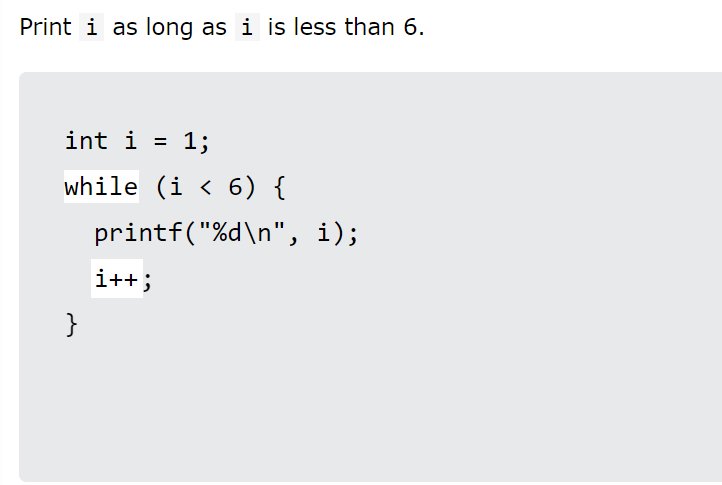 Print i as long as i is less than 6.
int i = 1;
while (i < 6) {
printf("%d\n", i);
i++;
}